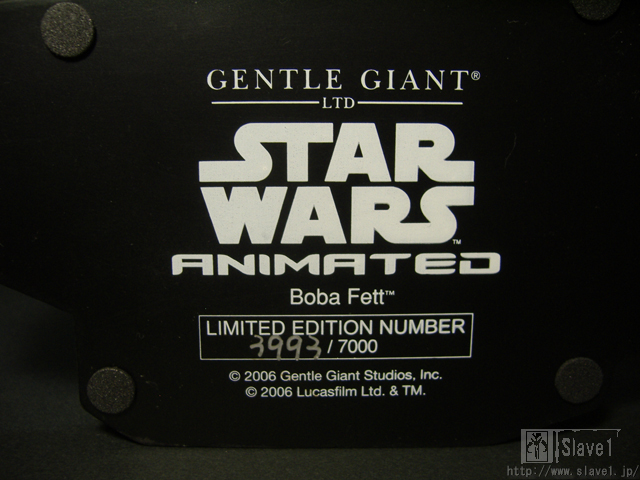 GENTLE GIANT®
LTD
STAR
WARS™
ANIMATED
Boba Fett™
LIMITED EDITION NUMBER
3993 / 7000
© 2006 Gentle Giant Studios, Inc.
© 2006 Lucasfilm Ltd. & TM.
Slave1
http://www.slave1.jp/